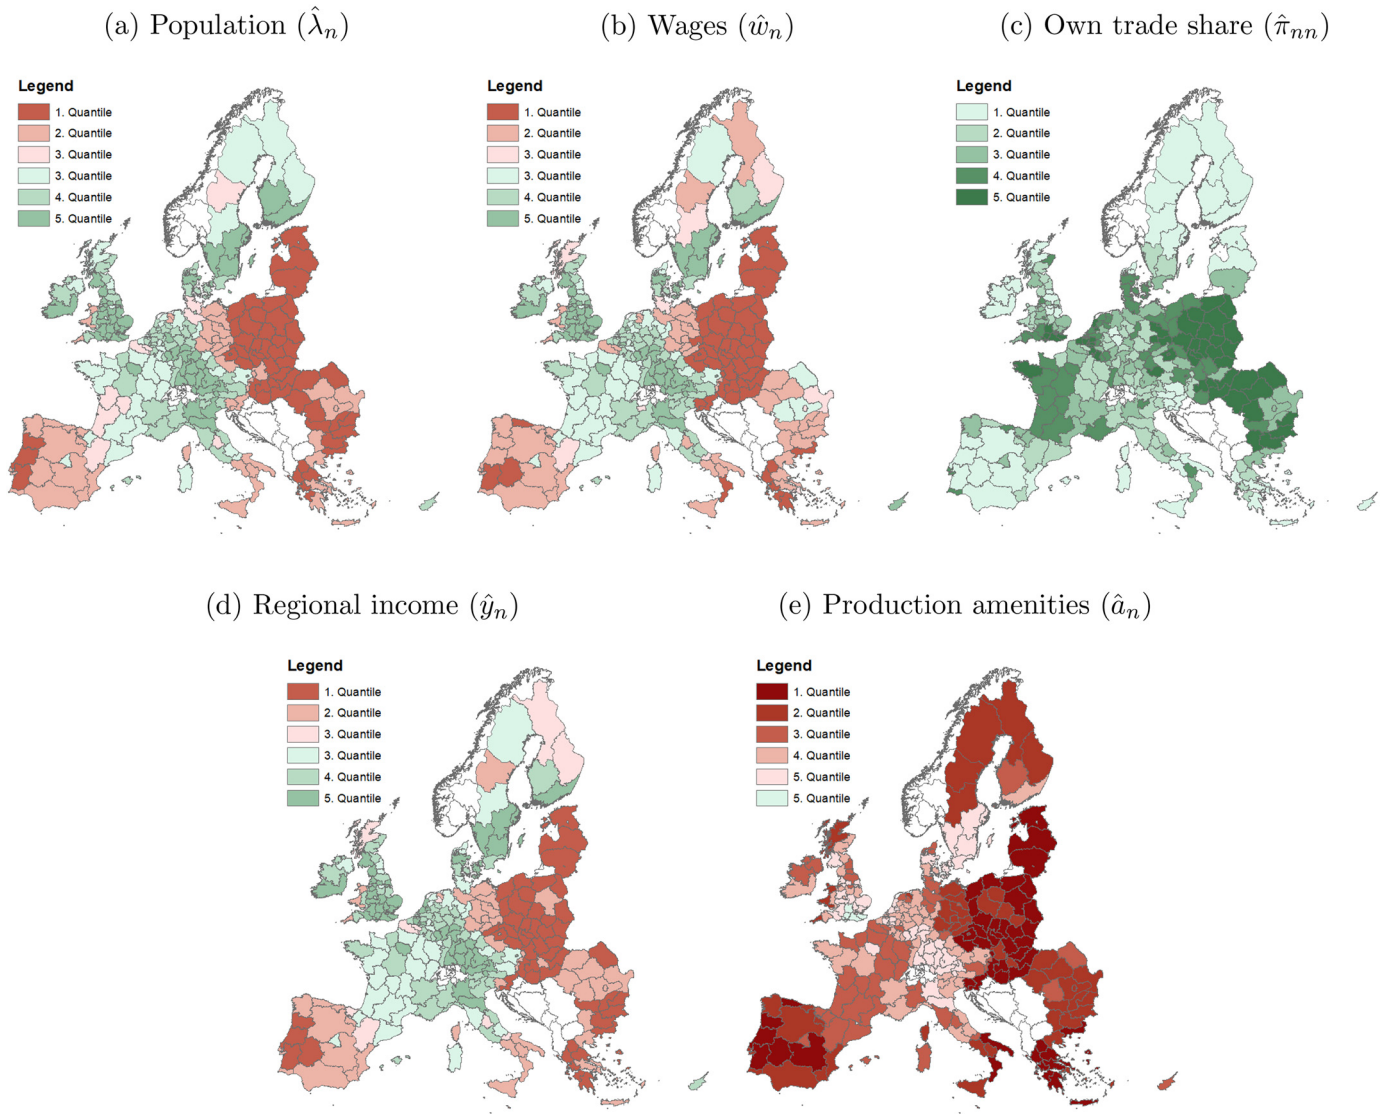 (a) Population (λ̂ₙ)
(b) Wages (ŵₙ)
(c) Own trade share (π̂ₙₙ)
Legend
1. Quantile
2. Quantile
3. Quantile
3. Quantile
4. Quantile
5. Quantile
Legend
1. Quantile
2. Quantile
3. Quantile
3. Quantile
4. Quantile
5. Quantile
Legend
1. Quantile
2. Quantile
3. Quantile
4. Quantile
5. Quantile
(d) Regional income (ŷₙ)
(e) Production amenities (âₙ)
Legend
1. Quantile
2. Quantile
3. Quantile
3. Quantile
4. Quantile
5. Quantile
Legend
1. Quantile
2. Quantile
3. Quantile
4. Quantile
5. Quantile
5. Quantile